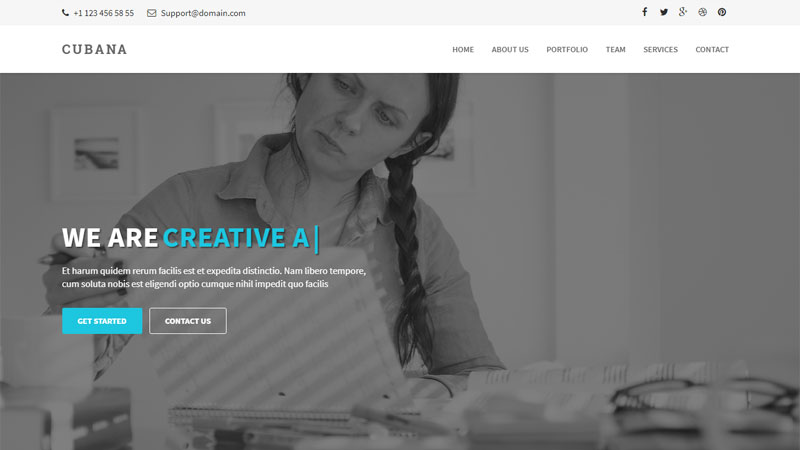 +1 123 456 58 55 Support@domain.com
CUBANA HOME ABOUT US PORTFOLIO TEAM SERVICES CONTACT
WE ARE CREATIVE A|
Et harum quidem rerum facilis est et expedita distinctio. Nam libero tempore,
cum soluta nobis est eligendi optio cumque nihil impedit quo facilis
GET STARTED CONTACT US